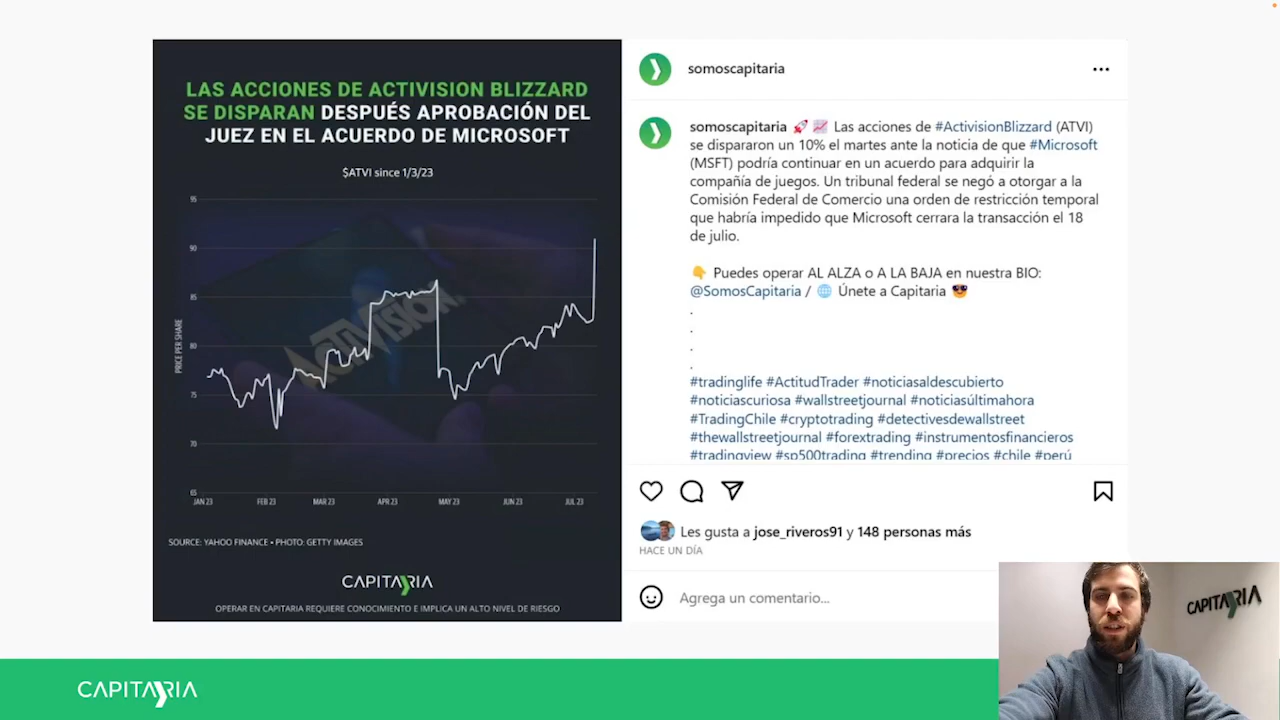 LAS ACCIONES DE ACTIVISION BLIZZARD
SE DISPARAN DESPUÉS APROBACIÓN DEL
JUEZ EN EL ACUERDO DE MICROSOFT
$ATVI since 1/3/23
95
90
85
80
75
70
65
PRICE PER SHARE
ACTIVISION
JAN 23
FEB 23
MAR 23
APR 23
MAY 23
JUN 23
JUL 23
SOURCE: YAHOO FINANCE • PHOTO: GETTY IMAGES
CAPITARIA
OPERAR EN CAPITARIA REQUIERE CONOCIMIENTO E IMPLICA UN ALTO NIVEL DE RIESGO
somoscapitaria
somoscapitaria 🚀 📈 Las acciones de #ActivisionBlizzard (ATVI)
se dispararon un 10% el martes ante la noticia de que #Microsoft
(MSFT) podría continuar en un acuerdo para adquirir la
compañía de juegos. Un tribunal federal se negó a otorgar a la
Comisión Federal de Comercio una orden de restricción temporal
que habría impedido que Microsoft cerrara la transacción el 18
de julio.
👇 Puedes operar AL ALZA o A LA BAJA en nuestra BIO:
@SomosCapitaria / 🌐 Únete a Capitaria 😎
.
.
.
.
#tradinglife #ActitudTrader #noticiasaldescubierto
#noticiascuriosa #wallstreetjournal #noticiasúltimahora
#TradingChile #cryptotrading #detectivesdewallstreet
#thewallstreetjournal #forextrading #instrumentosfinancieros
#tradingview #sp500trading #trending #precios #chile #perú
Les gusta a jose_riveros91 y 148 personas más
HACE UN DÍA
Agrega un comentario...
CAPITARIA
CAPITARIA